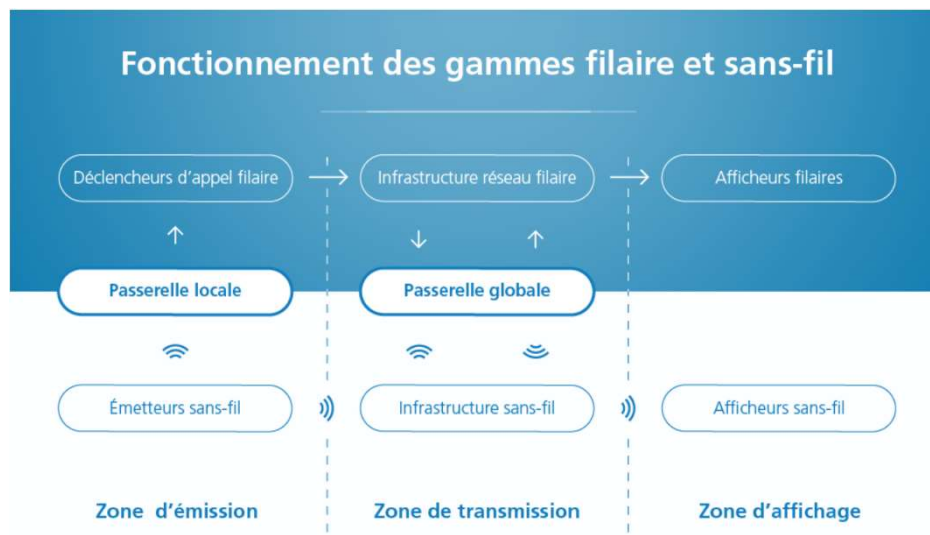 Fonctionnement des gammes filaire et sans-fil
Déclencheurs d'appel filaire
Infrastructure réseau filaire
Afficheurs filaires
Passerelle locale
Passerelle globale
Émetteurs sans-fil
Infrastructure sans-fil
Afficheurs sans-fil
Zone d'émission
Zone de transmission
Zone d'affichage